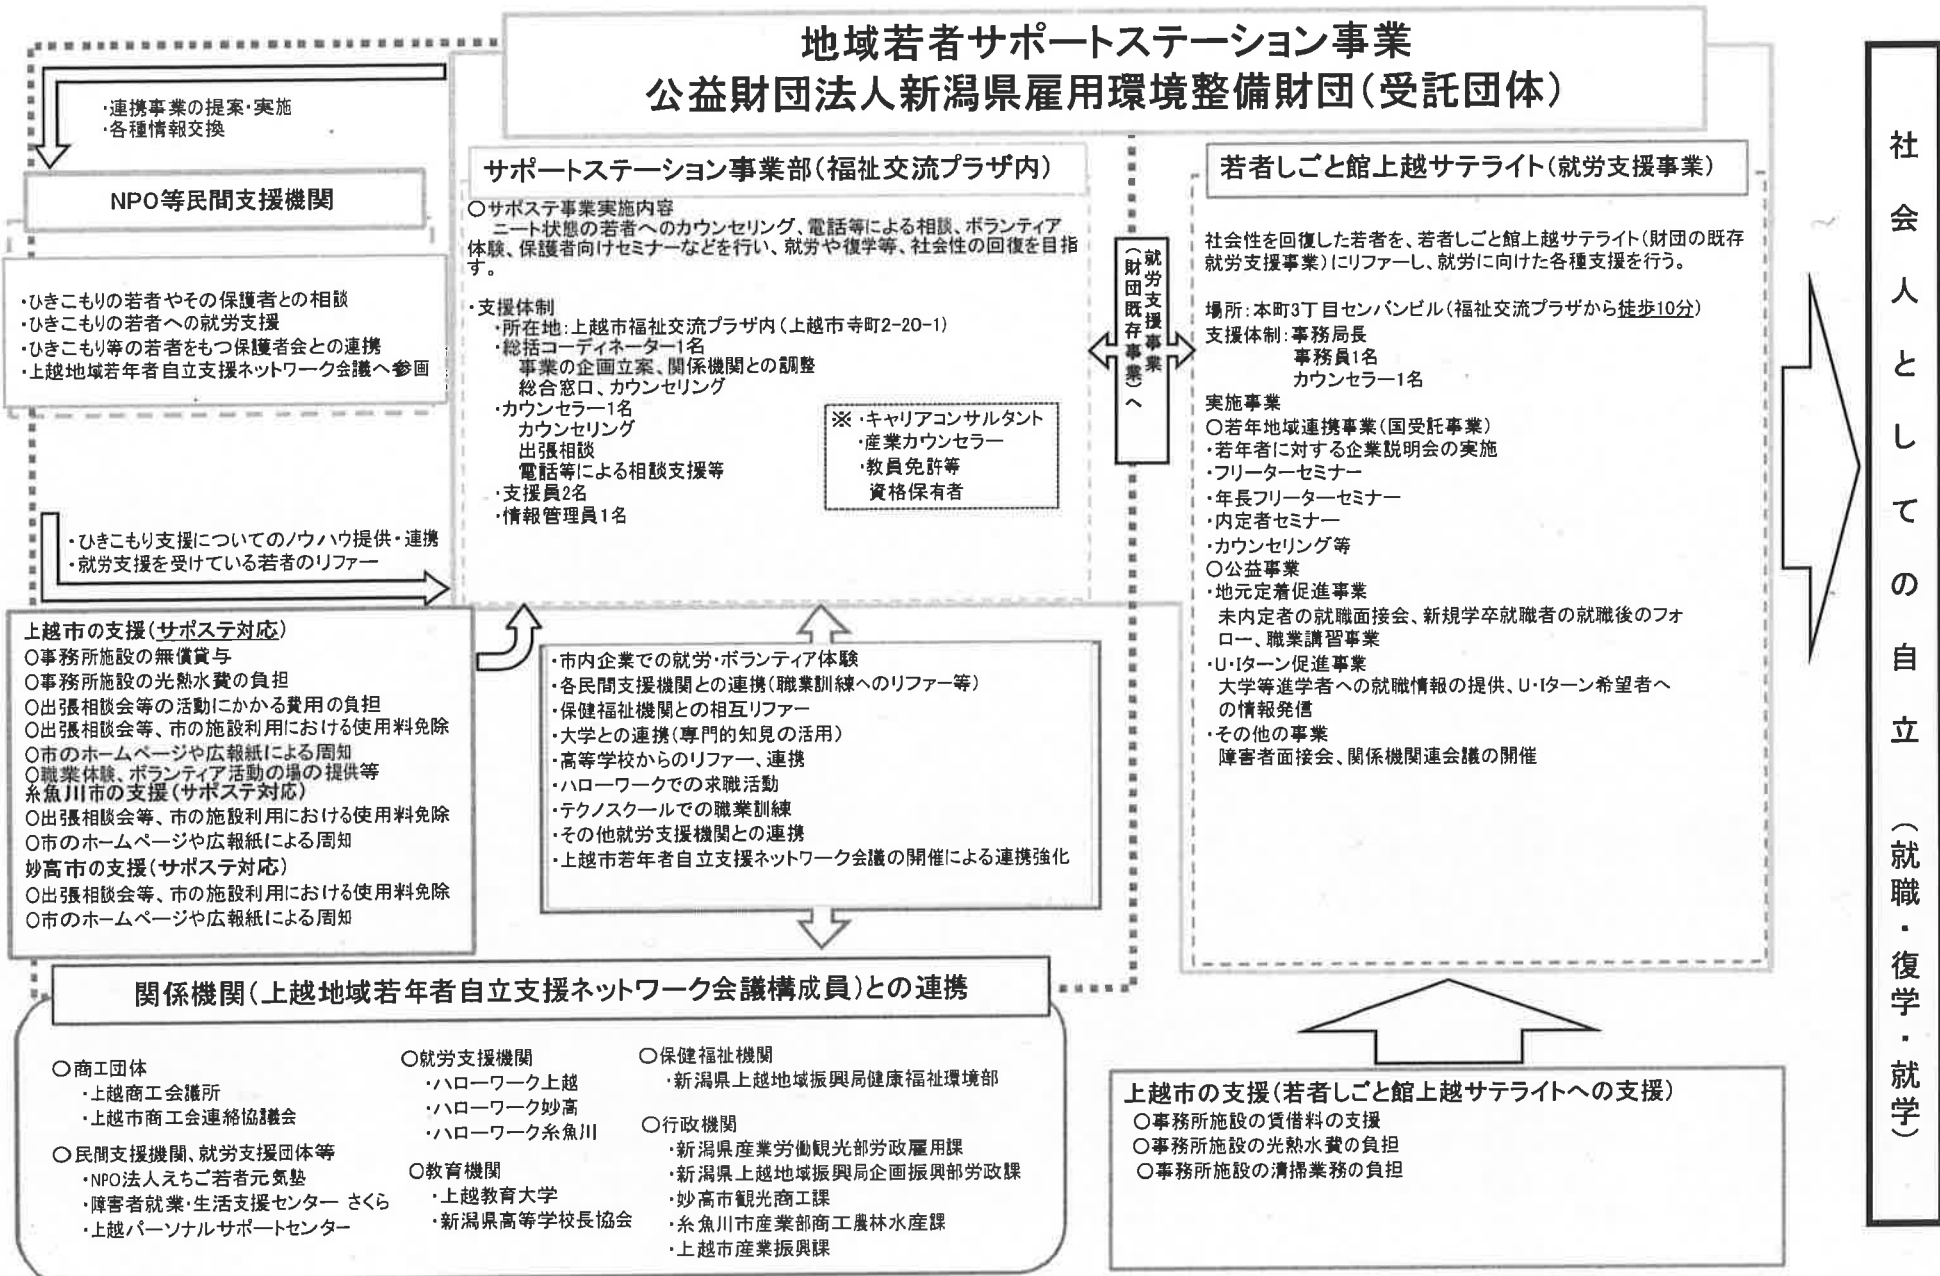 地域若者サポートステーション事業
公益財団法人新潟県雇用環境整備財団(受託団体)
・連携事業の提案・実施
・各種情報交換
NPO等民間支援機関
・ひきこもりの若者やその保護者との相談
・ひきこもりの若者への就労支援
・ひきこもり等の若者をもつ保護者会との連携
・上越地域若年者自立支援ネットワーク会議へ参画
・ひきこもり支援についてのノウハウ提供・連携
・就労支援を受けている若者のリファー
サポートステーション事業部(福祉交流プラザ内)
○サポステ事業実施内容
ニート状態の若者へのカウンセリング、電話等による相談、ボランティア
体験、保護者向けセミナーなどを行い、就労や復学等、社会性の回復を目指
す。
・支援体制
・所在地:上越市福祉交流プラザ内(上越市寺町2-20-1)
・総括コーディネーター1名
事業の企画立案、関係機関との調整
総合窓口、カウンセリング
・カウンセラー1名
カウンセリング
出張相談
電話等による相談支援等
・支援員2名
・情報管理員1名
※・キャリアコンサルタント
・産業カウンセラー
・教員免許等
資格保有者
就労支援事業
(財団既存事業)へ
若者しごと館上越サテライト(就労支援事業)
社会性を回復した若者を、若者しごと館上越サテライト(財団の既存
就労支援事業)にリファーし、就労に向けた各種支援を行う。
場所:本町3丁目センバンビル(福祉交流プラザから徒歩10分)
支援体制:事務局長
事務員1名
カウンセラー1名
実施事業
○若年地域連携事業(国受託事業)
・若年者に対する企業説明会の実施
・フリーターセミナー
・年長フリーターセミナー
・内定者セミナー
・カウンセリング等
○公益事業
・地元定着促進事業
未内定者の就職面接会、新規学卒就職者の就職後のフォ
ロー、職業講習事業
・U・Iターン促進事業
大学等進学者への就職情報の提供、U・Iターン希望者へ
の情報発信
・その他の事業
障害者面接会、関係機関連会議の開催
社会人としての自立(就職・復学・就学)
上越市の支援(サポステ対応)
○事務所施設の無償貸与
○事務所施設の光熱水費の負担
○出張相談会等の活動にかかる費用の負担
○出張相談会等、市の施設利用における使用料免除
○市のホームページや広報紙による周知
○職業体験、ボランティア活動の場の提供等
糸魚川市の支援(サポステ対応)
○出張相談会等、市の施設利用における使用料免除
○市のホームページや広報紙による周知
妙高市の支援(サポステ対応)
○出張相談会等、市の施設利用における使用料免除
○市のホームページや広報紙による周知
・市内企業での就労・ボランティア体験
・各民間支援機関との連携(職業訓練へのリファー等)
・保健福祉機関との相互リファー
・大学との連携(専門的知見の活用)
・高等学校からのリファー、連携
・ハローワークでの求職活動
・テクノスクールでの職業訓練
・その他就労支援機関との連携
・上越市若年者自立支援ネットワーク会議の開催による連携強化
関係機関(上越地域若年者自立支援ネットワーク会議構成員)との連携
○商工団体
・上越商工会議所
・上越市商工会連絡協議会
○民間支援機関、就労支援団体等
・NPO法人えちご若者元気塾
・障害者就業・生活支援センター さくら
・上越パーソナルサポートセンター
○就労支援機関
・ハローワーク上越
・ハローワーク妙高
・ハローワーク糸魚川
○教育機関
・上越教育大学
・新潟県高等学校長協会
○保健福祉機関
・新潟県上越地域振興局健康福祉環境部
○行政機関
・新潟県産業労働観光部労政雇用課
・新潟県上越地域振興局企画振興部労政課
・妙高市観光商工課
・糸魚川市産業部商工農林水産課
・上越市産業振興課
上越市の支援(若者しごと館上越サテライトへの支援)
○事務所施設の賃借料の支援
○事務所施設の光熱水費の負担
○事務所施設の清掃業務の負担